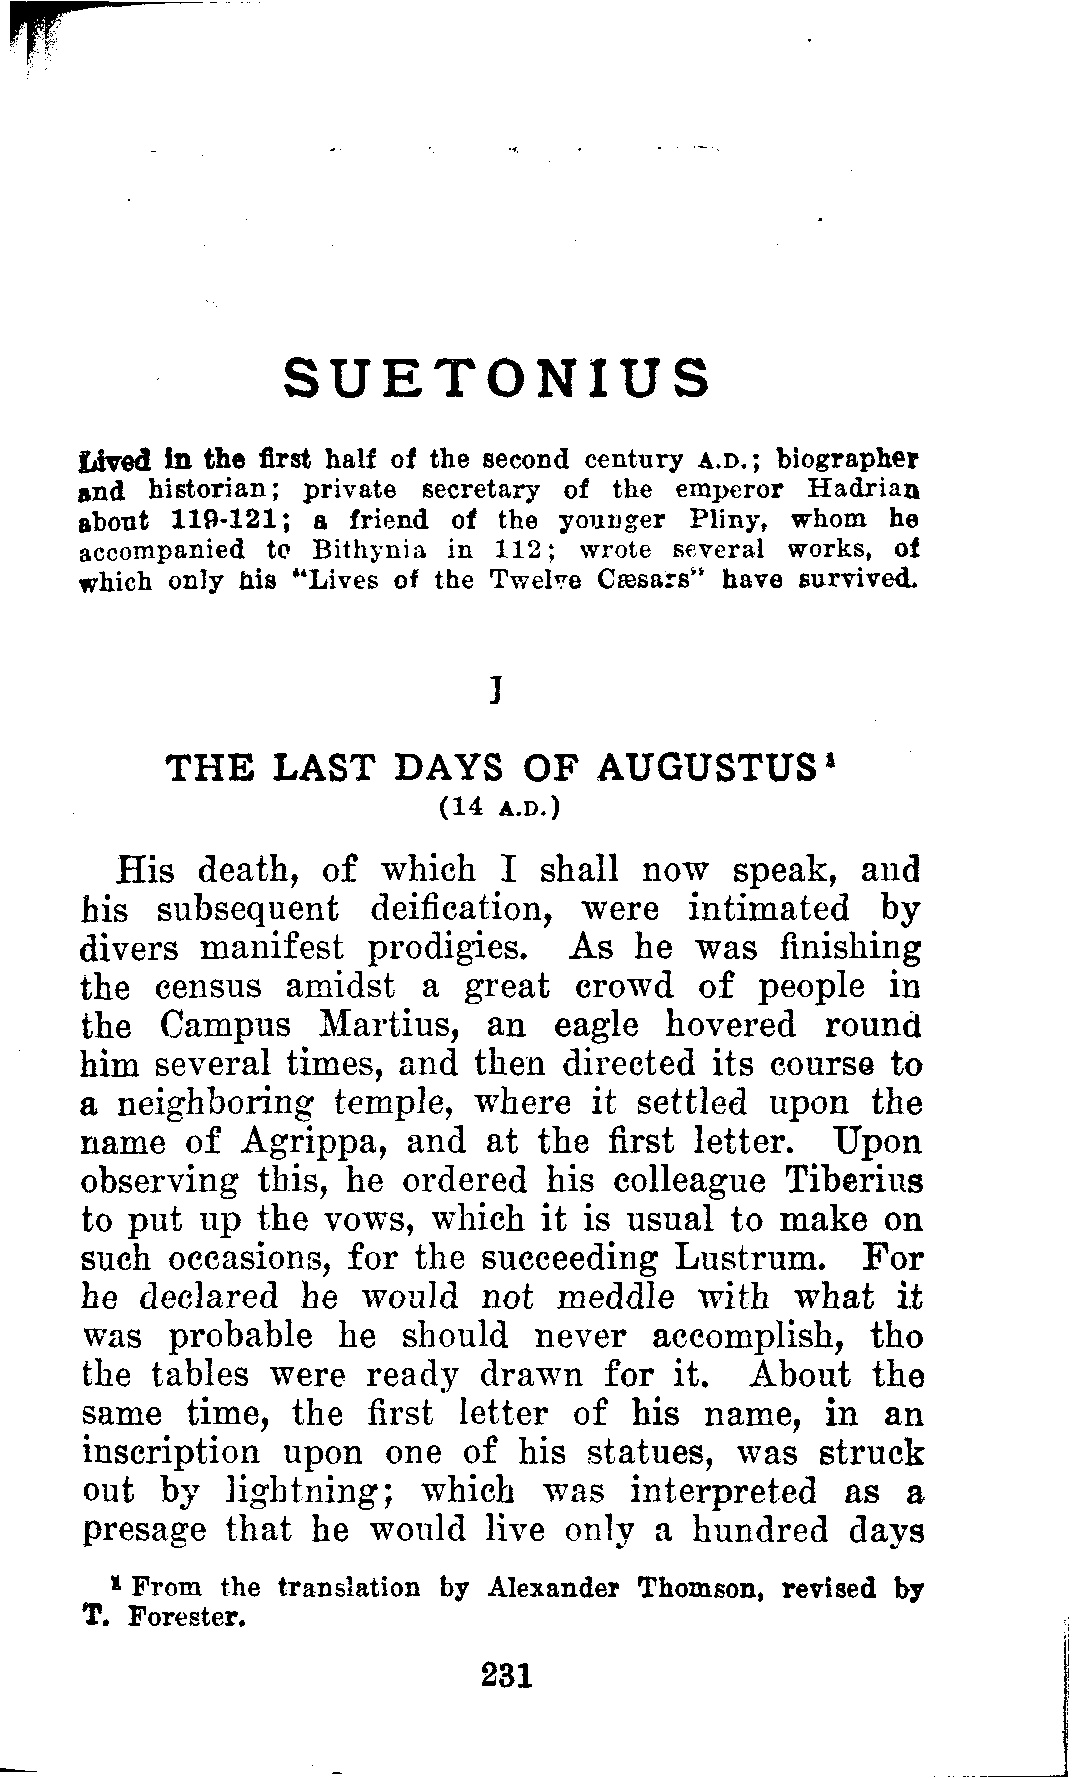 SUETONIUS
Lived in the first half of the second century A.D.; biographer
and historian; private secretary of the emperor Hadrian
about 119-121; a friend of the younger Pliny, whom he
accompanied to Bithynia in 112; wrote several works, of
which only his "Lives of the Twelve Cæsars" have survived.
I
THE LAST DAYS OF AUGUSTUS¹
(14 A.D.)
His death, of which I shall now speak, and
his subsequent deification, were intimated by
divers manifest prodigies. As he was finishing
the census amidst a great crowd of people in
the Campus Martius, an eagle hovered round
him several times, and then directed its course to
a neighboring temple, where it settled upon the
name of Agrippa, and at the first letter. Upon
observing this, he ordered his colleague Tiberius
to put up the vows, which it is usual to make on
such occasions, for the succeeding Lustrum. For
he declared he would not meddle with what it
was probable he should never accomplish, tho
the tables were ready drawn for it. About the
same time, the first letter of his name, in an
inscription upon one of his statues, was struck
out by lightning; which was interpreted as a
presage that he would live only a hundred days
¹ From the translation by Alexander Thomson, revised by
T. Forester.
231